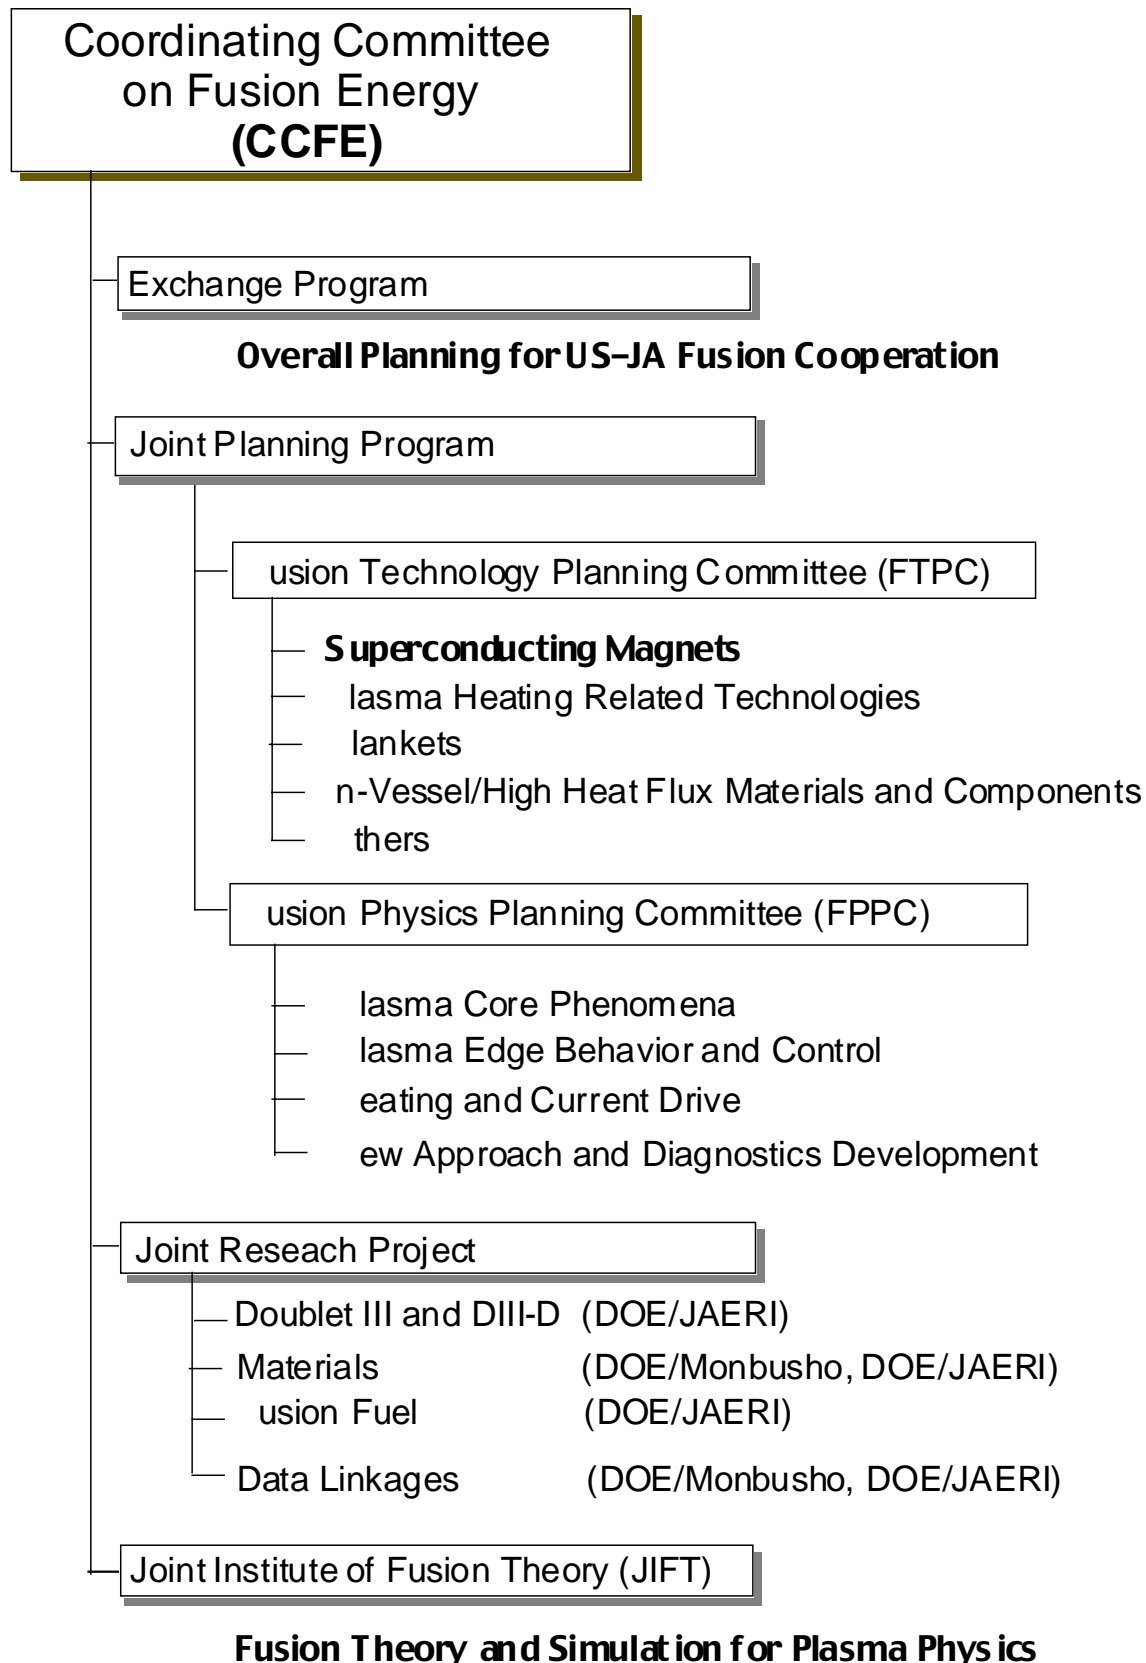 Coordinating Committee
on Fusion Energy
(CCFE)
Exchange Program
Overall Planning for US–JA Fusion Cooperation
Joint Planning Program
usion Technology Planning Committee (FTPC)
Superconducting Magnets
lasma Heating Related Technologies
lankets
n-Vessel/High Heat Flux Materials and Components
thers
usion Physics Planning Committee (FPPC)
lasma Core Phenomena
lasma Edge Behavior and Control
eating and Current Drive
ew Approach and Diagnostics Development
Joint Reseach Project
Doublet III and DIII-D (DOE/JAERI)
Materials (DOE/Monbusho, DOE/JAERI)
usion Fuel (DOE/JAERI)
Data Linkages (DOE/Monbusho, DOE/JAERI)
Joint Institute of Fusion Theory (JIFT)
Fusion Theory and Simulation for Plasma Physics